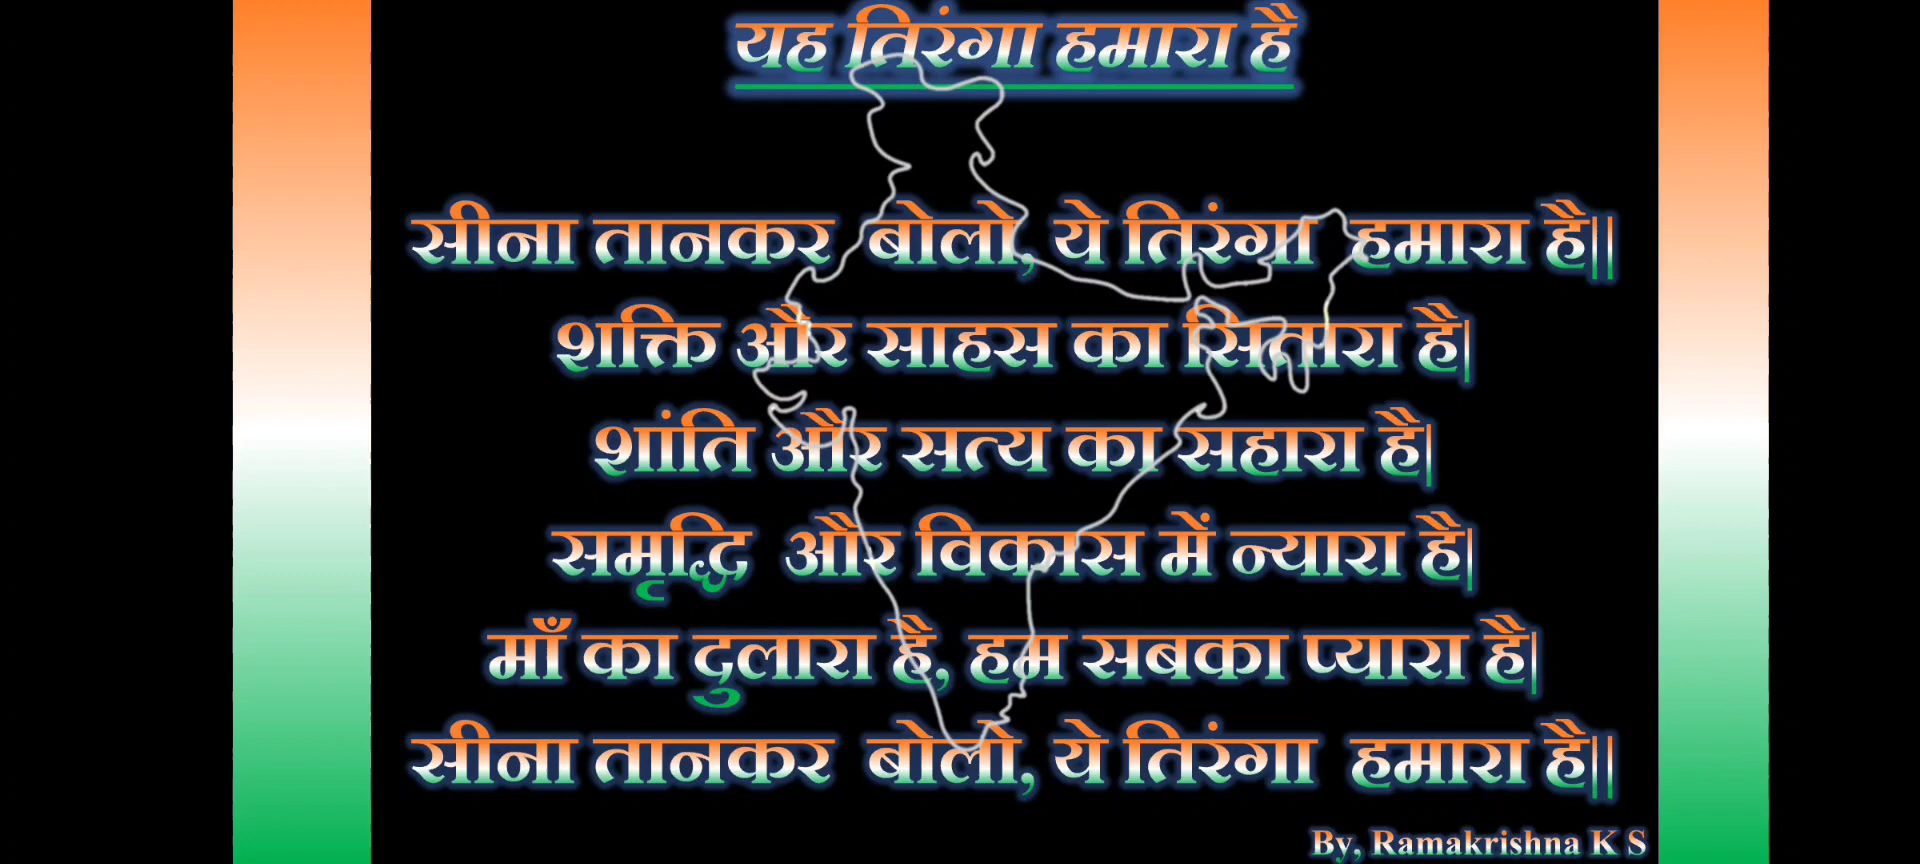 यह तिरंगा हमारा है
सीना तानकर बोलो, ये तिरंगा हमारा है||
शक्ति और साहस का सितारा है|
शांति और सत्य का सहारा है|
समृद्धि और विकास में न्यारा है|
माँ का दुलारा है, हम सबका प्यारा है|
सीना तानकर बोलो, ये तिरंगा हमारा है||
By, Ramakrishna K S